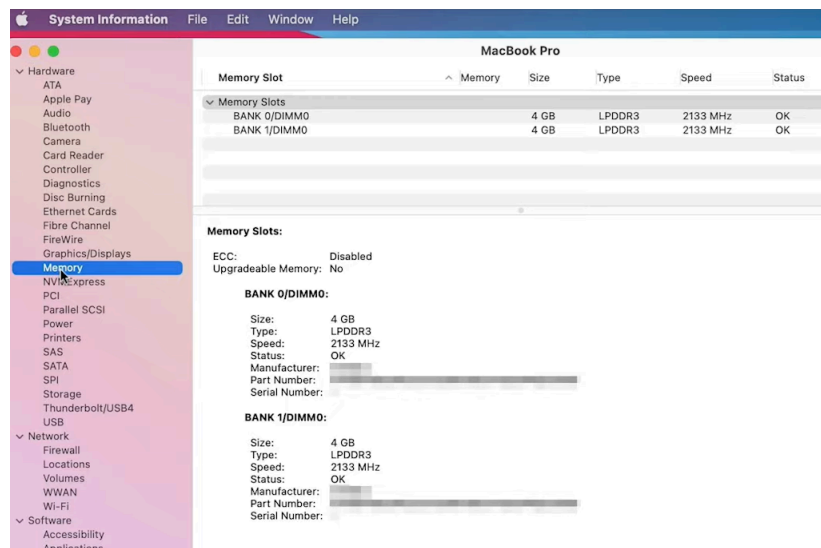 System Information File Edit Window Help
MacBook Pro
Hardware
ATA
Apple Pay
Audio
Bluetooth
Camera
Card Reader
Controller
Diagnostics
Disc Burning
Ethernet Cards
Fibre Channel
FireWire
Graphics/Displays
Memory
NVMExpress
PCI
Parallel SCSI
Power
Printers
SAS
SATA
SPI
Storage
Thunderbolt/USB4
USB
Network
Firewall
Locations
Volumes
WWAN
Wi-Fi
Software
Accessibility
Applications
Memory Slot Memory Size Type Speed Status
Memory Slots
BANK 0/DIMM0 4 GB LPDDR3 2133 MHz OK
BANK 1/DIMM0 4 GB LPDDR3 2133 MHz OK
Memory Slots:
ECC: Disabled
Upgradeable Memory: No
BANK 0/DIMM0:
Size: 4 GB
Type: LPDDR3
Speed: 2133 MHz
Status: OK
Manufacturer:
Part Number:
Serial Number:
BANK 1/DIMM0:
Size: 4 GB
Type: LPDDR3
Speed: 2133 MHz
Status: OK
Manufacturer:
Part Number:
Serial Number: